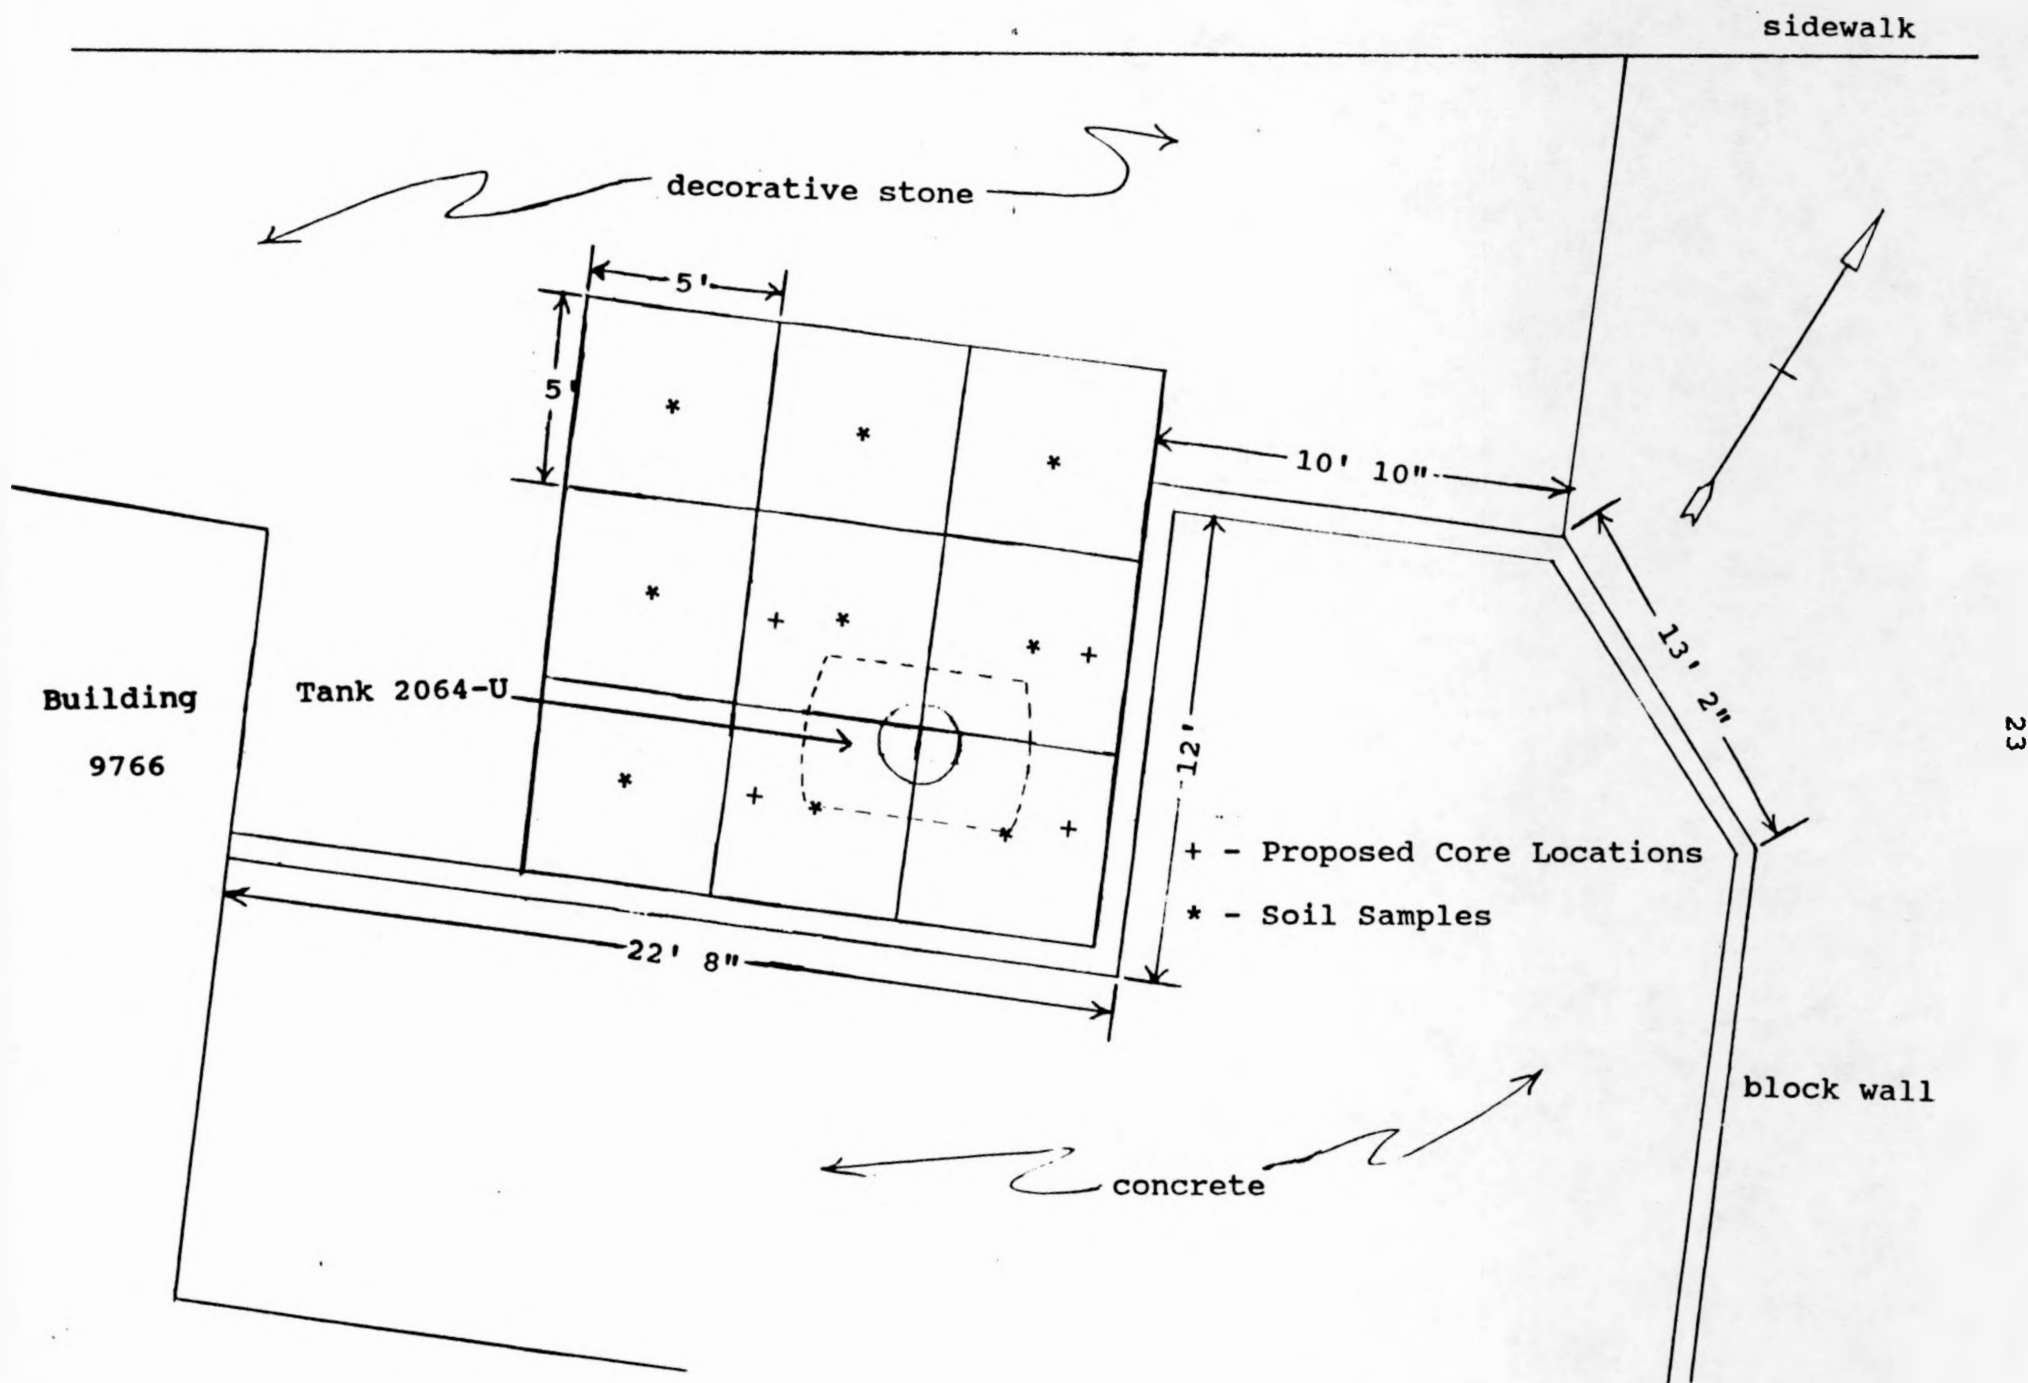 sidewalk
decorative stone
5'
5'
10' 10"
13' 2"
Building
9766
Tank 2064-U
12'
23
+ - Proposed Core Locations
* - Soil Samples
22' 8"
block wall
concrete